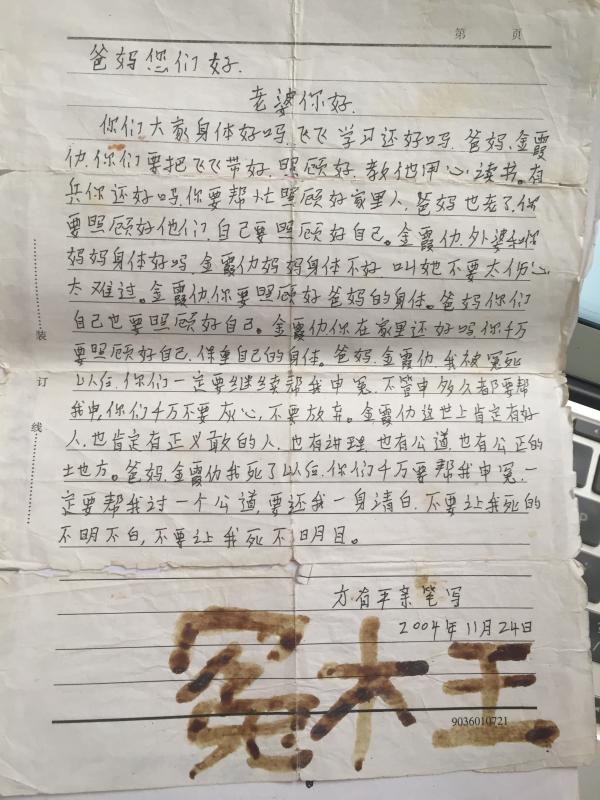 第 页
爸妈您们好.
老婆你好.
你们大家身体好吗,飞飞学习还好吗.爸妈.金霞
仂.你们要把飞飞带好.照顾好.教他用心读书。有
兵你还好吗.你要帮忙照顾好家里人.爸妈也老了.你
要照顾好他们.自己要照顾好自己。金霞仂.外婆和你
妈妈身体好吗.金霞仂妈妈身体不好 叫她不要太伤心
太难过。金霞仂.你要照顾好爸妈的身体。爸妈你们
自己也要照顾好自己。金霞仂你在家里还好吗.你千万
要照顾好自己.保重自己的身体。爸妈.金霞仂.我被冤死
以后.你们一定要继续帮我申冤.不管申多久都要帮
我申.你们千万不要灰心.不要放弃。金霞仂这世上肯定有好
人.也肯定有正义敢的人.也有讲理.也有公道.也有公正的
土地方。爸妈.金霞仂我死了以后.你们千万要帮我申冤.一
定要帮我讨一个公道.要还我一身清白.不要让我死的
不明不白,不要让我死不明目。
方有平亲笔写
2004年11月24日
冤大王
9036010721
装
订
线